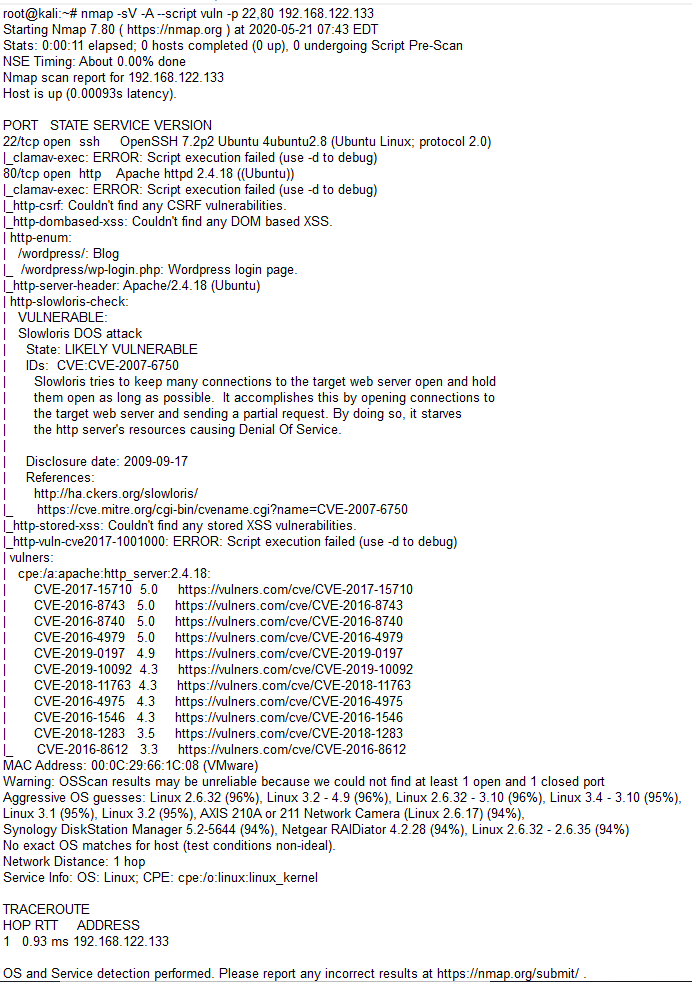 root@kali:~# nmap -sV -A --script vuln -p 22,80 192.168.122.133
Starting Nmap 7.80 ( https://nmap.org ) at 2020-05-21 07:43 EDT
Stats: 0:00:11 elapsed; 0 hosts completed (0 up), 0 undergoing Script Pre-Scan
NSE Timing: About 0.00% done
Nmap scan report for 192.168.122.133
Host is up (0.00093s latency).

PORT   STATE SERVICE VERSION
22/tcp open  ssh     OpenSSH 7.2p2 Ubuntu 4ubuntu2.8 (Ubuntu Linux; protocol 2.0)
|_clamav-exec: ERROR: Script execution failed (use -d to debug)
80/tcp open  http    Apache httpd 2.4.18 ((Ubuntu))
|_clamav-exec: ERROR: Script execution failed (use -d to debug)
|_http-csrf: Couldn't find any CSRF vulnerabilities.
|_http-dombased-xss: Couldn't find any DOM based XSS.
| http-enum:
|   /wordpress/: Blog
|_  /wordpress/wp-login.php: Wordpress login page.
|_http-server-header: Apache/2.4.18 (Ubuntu)
| http-slowloris-check:
|   VULNERABLE:
|   Slowloris DOS attack
|     State: LIKELY VULNERABLE
|     IDs:  CVE:CVE-2007-6750
|       Slowloris tries to keep many connections to the target web server open and hold
|       them open as long as possible.  It accomplishes this by opening connections to
|       the target web server and sending a partial request. By doing so, it starves
|       the http server's resources causing Denial Of Service.
|
|     Disclosure date: 2009-09-17
|     References:
|       http://ha.ckers.org/slowloris/
|_      https://cve.mitre.org/cgi-bin/cvename.cgi?name=CVE-2007-6750
|_http-stored-xss: Couldn't find any stored XSS vulnerabilities.
|_http-vuln-cve2017-1001000: ERROR: Script execution failed (use -d to debug)
| vulners:
|   cpe:/a:apache:http_server:2.4.18:
|       CVE-2017-15710  5.0     https://vulners.com/cve/CVE-2017-15710
|       CVE-2016-8743   5.0     https://vulners.com/cve/CVE-2016-8743
|       CVE-2016-8740   5.0     https://vulners.com/cve/CVE-2016-8740
|       CVE-2016-4979   5.0     https://vulners.com/cve/CVE-2016-4979
|       CVE-2019-0197   4.9     https://vulners.com/cve/CVE-2019-0197
|       CVE-2019-10092  4.3     https://vulners.com/cve/CVE-2019-10092
|       CVE-2018-11763  4.3     https://vulners.com/cve/CVE-2018-11763
|       CVE-2016-4975   4.3     https://vulners.com/cve/CVE-2016-4975
|       CVE-2016-1546   4.3     https://vulners.com/cve/CVE-2016-1546
|       CVE-2018-1283   3.5     https://vulners.com/cve/CVE-2018-1283
|_      CVE-2016-8612   3.3     https://vulners.com/cve/CVE-2016-8612
MAC Address: 00:0C:29:66:1C:08 (VMware)
Warning: OSScan results may be unreliable because we could not find at least 1 open and 1 closed port
Aggressive OS guesses: Linux 2.6.32 (96%), Linux 3.2 - 4.9 (96%), Linux 2.6.32 - 3.10 (96%), Linux 3.4 - 3.10 (95%),
Linux 3.1 (95%), Linux 3.2 (95%), AXIS 210A or 211 Network Camera (Linux 2.6.17) (94%),
Synology DiskStation Manager 5.2-5644 (94%), Netgear RAIDiator 4.2.28 (94%), Linux 2.6.32 - 2.6.35 (94%)
No exact OS matches for host (test conditions non-ideal).
Network Distance: 1 hop
Service Info: OS: Linux; CPE: cpe:/o:linux:linux_kernel

TRACEROUTE
HOP RTT     ADDRESS
1   0.93 ms 192.168.122.133

OS and Service detection performed. Please report any incorrect results at https://nmap.org/submit/ .